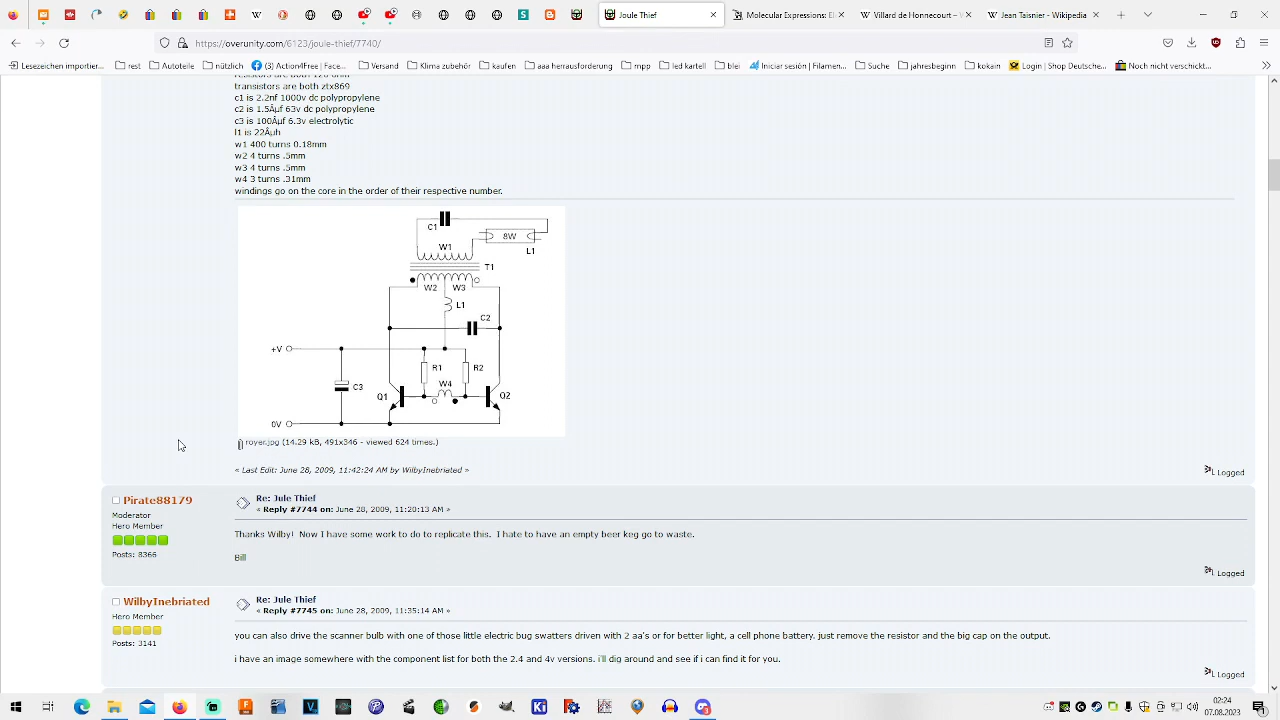 Joule Thief
Villard de Honnecourt -
Jean Taisnier - Wikipedia
https://overunity.com/6123/joule-thief/7740/
Lesezeichen importier...
rest
Autoteile
nützlich
(3) Action4Free | Face...
Versand
Klima zubehör
kaufen
aaa herrausforderung
mpp
led kartell
blei
Iniciar sesión | Filamen...
Suche
jahresbeginn
kokain
Login | Shop Deutsche...
Noch nicht verschickt...
resistors are both 120 ohm
transistors are both ztx869
c1 is 2.2nf 1000v dc polypropylene
c2 is 1.5Âµf 63v dc polypropylene
c3 is 100Âµf 6.3v electrolytic
l1 is 22Âµh
w1 400 turns 0.18mm
w2 4 turns .5mm
w3 4 turns .5mm
w4 3 turns .31mm
windings go on the core in the order of their respective number.
C1
8W
W1
L1
T1
W2
W3
L1
C2
+V
R1
R2
C3
W4
Q1
Q2
0V
royer.jpg (14.29 kB, 491x346 - viewed 624 times.)
« Last Edit: June 28, 2009, 11:42:24 AM by WilbyInebriated »
Logged
Pirate88179
Moderator
Hero Member
Posts: 8366
Re: Jule Thief
« Reply #7744 on: June 28, 2009, 11:20:13 AM »
Thanks Wilby!  Now I have some work to do to replicate this.  I hate to have an empty beer keg go to waste.
Bill
Logged
WilbyInebriated
Hero Member
Posts: 3141
Re: Jule Thief
« Reply #7745 on: June 28, 2009, 11:35:14 AM »
you can also drive the scanner bulb with one of those little electric bug swatters driven with 2 aa's or for better light, a cell phone battery. just remove the resistor and the big cap on the output.
i have an image somewhere with the component list for both the 2.4 and 4v versions. i'll dig around and see if i can find it for you.
Logged
02:24
07.09.2023